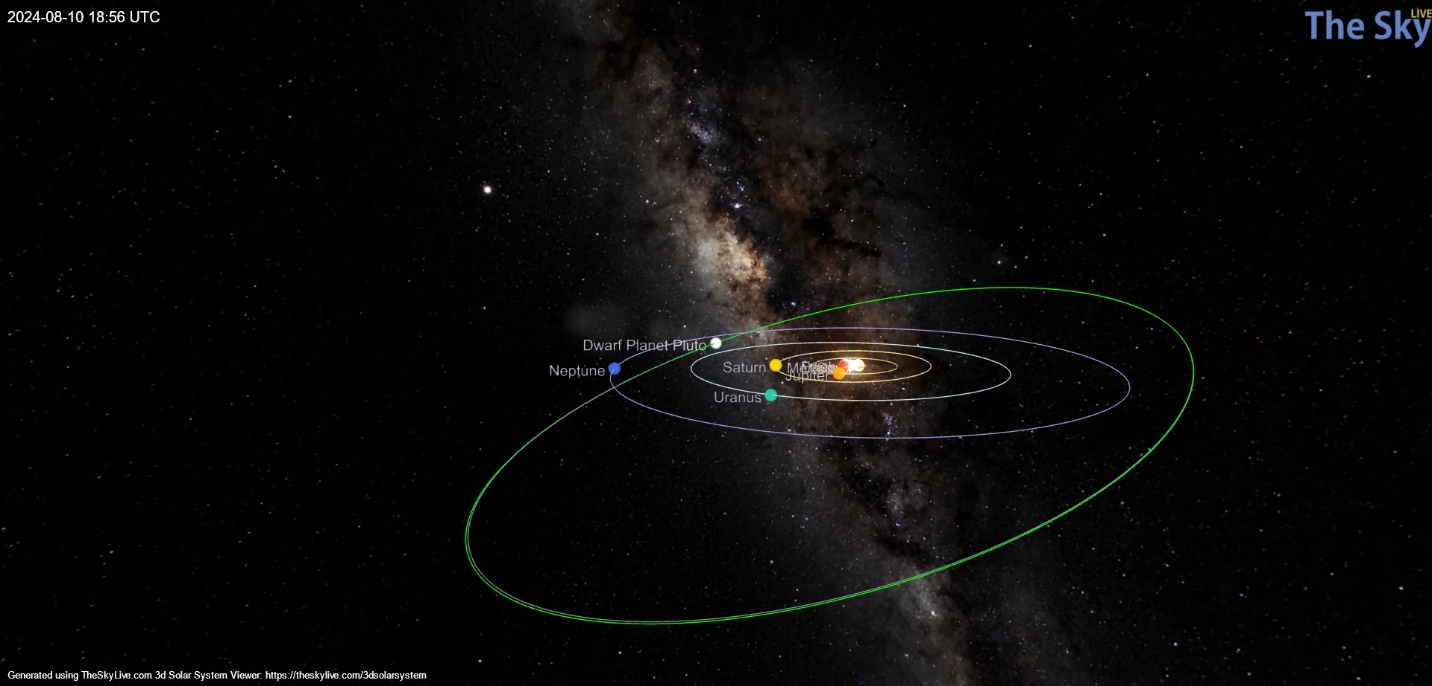 2024-08-10 18:56 UTC
The Sky
LIVE
Dwarf Planet Pluto
Neptune
Saturn
Jupiter
Uranus
Generated using TheSkyLive.com 3d Solar System Viewer: https://theskylive.com/3dsolarsystem